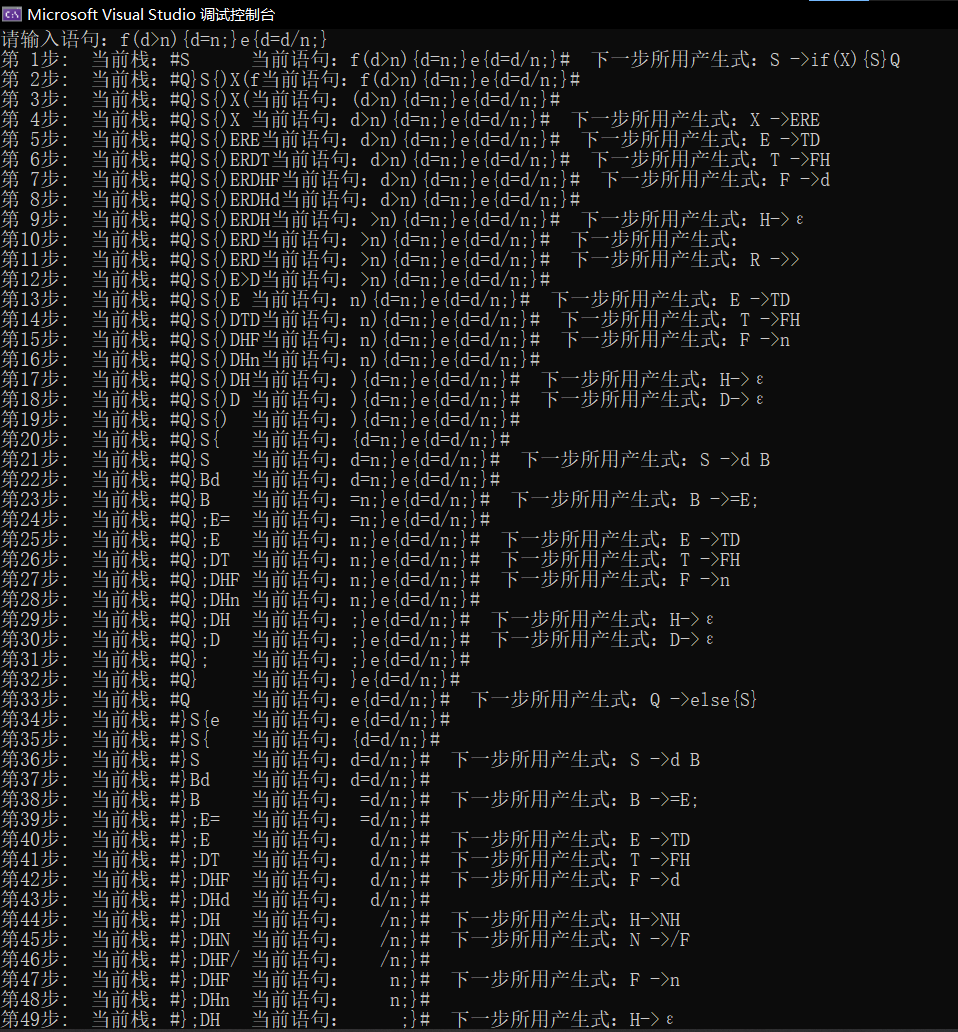 Microsoft Visual Studio 调试控制台
请输入语句: f(d>n){d=n;}e{d=d/n;}
第 1步:  当前栈: #S      当前语句: f(d>n){d=n;}e{d=d/n;}#  下一步所用产生式: S ->if(X){S}Q
第 2步:  当前栈: #Q}S{)X(f当前语句: f(d>n){d=n;}e{d=d/n;}#
第 3步:  当前栈: #Q}S{)X(当前语句: (d>n){d=n;}e{d=d/n;}#
第 4步:  当前栈: #Q}S{)X 当前语句: d>n){d=n;}e{d=d/n;}#  下一步所用产生式: X ->ERE
第 5步:  当前栈: #Q}S{)ERE当前语句: d>n){d=n;}e{d=d/n;}#  下一步所用产生式: E ->TD
第 6步:  当前栈: #Q}S{)ERDT当前语句: d>n){d=n;}e{d=d/n;}#  下一步所用产生式: T ->FH
第 7步:  当前栈: #Q}S{)ERDHF当前语句: d>n){d=n;}e{d=d/n;}#  下一步所用产生式: F ->d
第 8步:  当前栈: #Q}S{)ERDHd当前语句: d>n){d=n;}e{d=d/n;}#
第 9步:  当前栈: #Q}S{)ERDH当前语句: >n){d=n;}e{d=d/n;}#  下一步所用产生式: H->ε
第10步:  当前栈: #Q}S{)ERD当前语句: >n){d=n;}e{d=d/n;}#  下一步所用产生式:
第11步:  当前栈: #Q}S{)ERD当前语句: >n){d=n;}e{d=d/n;}#  下一步所用产生式: R ->>
第12步:  当前栈: #Q}S{)E>D当前语句: >n){d=n;}e{d=d/n;}#
第13步:  当前栈: #Q}S{)E 当前语句: n){d=n;}e{d=d/n;}#  下一步所用产生式: E ->TD
第14步:  当前栈: #Q}S{)DTD当前语句: n){d=n;}e{d=d/n;}#  下一步所用产生式: T ->FH
第15步:  当前栈: #Q}S{)DHF当前语句: n){d=n;}e{d=d/n;}#  下一步所用产生式: F ->n
第16步:  当前栈: #Q}S{)DHn当前语句: n){d=n;}e{d=d/n;}#
第17步:  当前栈: #Q}S{)DH当前语句: ){d=n;}e{d=d/n;}#  下一步所用产生式: H->ε
第18步:  当前栈: #Q}S{)D 当前语句: ){d=n;}e{d=d/n;}#  下一步所用产生式: D->ε
第19步:  当前栈: #Q}S{)  当前语句: ){d=n;}e{d=d/n;}#
第20步:  当前栈: #Q}S{   当前语句: {d=n;}e{d=d/n;}#
第21步:  当前栈: #Q}S    当前语句: d=n;}e{d=d/n;}#  下一步所用产生式: S ->d B
第22步:  当前栈: #Q}Bd   当前语句: d=n;}e{d=d/n;}#
第23步:  当前栈: #Q}B    当前语句: =n;}e{d=d/n;}#  下一步所用产生式: B ->=E;
第24步:  当前栈: #Q};E=  当前语句: =n;}e{d=d/n;}#
第25步:  当前栈: #Q};E   当前语句: n;}e{d=d/n;}#  下一步所用产生式: E ->TD
第26步:  当前栈: #Q};DT  当前语句: n;}e{d=d/n;}#  下一步所用产生式: T ->FH
第27步:  当前栈: #Q};DHF 当前语句: n;}e{d=d/n;}#  下一步所用产生式: F ->n
第28步:  当前栈: #Q};DHn 当前语句: n;}e{d=d/n;}#
第29步:  当前栈: #Q};DH  当前语句: ;}e{d=d/n;}#  下一步所用产生式: H->ε
第30步:  当前栈: #Q};D   当前语句: ;}e{d=d/n;}#  下一步所用产生式: D->ε
第31步:  当前栈: #Q};    当前语句: ;}e{d=d/n;}#
第32步:  当前栈: #Q}     当前语句: }e{d=d/n;}#
第33步:  当前栈: #Q      当前语句: e{d=d/n;}#  下一步所用产生式: Q ->else{S}
第34步:  当前栈: #}S{e   当前语句: e{d=d/n;}#
第35步:  当前栈: #}S{    当前语句: {d=d/n;}#
第36步:  当前栈: #}S     当前语句: d=d/n;}#  下一步所用产生式: S ->d B
第37步:  当前栈: #}Bd    当前语句: d=d/n;}#
第38步:  当前栈: #}B     当前语句:  =d/n;}#  下一步所用产生式: B ->=E;
第39步:  当前栈: #};E=   当前语句:  =d/n;}#
第40步:  当前栈: #};E    当前语句:   d/n;}#  下一步所用产生式: E ->TD
第41步:  当前栈: #};DT   当前语句:   d/n;}#  下一步所用产生式: T ->FH
第42步:  当前栈: #};DHF  当前语句:   d/n;}#  下一步所用产生式: F ->d
第43步:  当前栈: #};DHd  当前语句:   d/n;}#
第44步:  当前栈: #};DH   当前语句:    /n;}#  下一步所用产生式: H->NH
第45步:  当前栈: #};DHN  当前语句:    /n;}#  下一步所用产生式: N ->/F
第46步:  当前栈: #};DHF/ 当前语句:    /n;}#
第47步:  当前栈: #};DHF  当前语句:     n;}#  下一步所用产生式: F ->n
第48步:  当前栈: #};DHn  当前语句:     n;}#
第49步:  当前栈: #};DH   当前语句:      ;}#  下一步所用产生式: H->ε